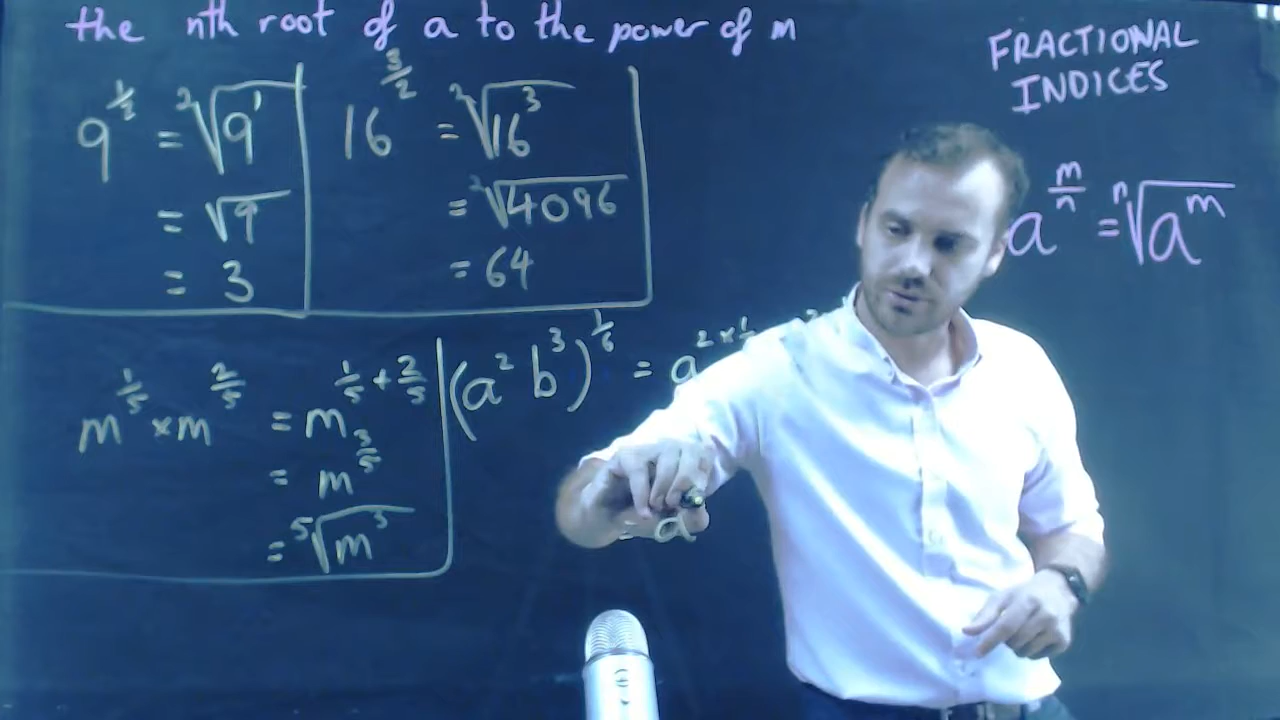 the nth root of a to the power of m
FRACTIONAL
INDICES
9^{1/2} = ²√9¹
= √9
= 3
16^{3/2} = ²√16³
= ²√4096
= 64
a^{m/n} = ⁿ√a^m
m^{1/5} × m^{2/5} = m^{1/5 + 2/5}
= m^{3/5}
= ⁵√m³
(a² b³)^{1/6} = a^{2×1/
= a